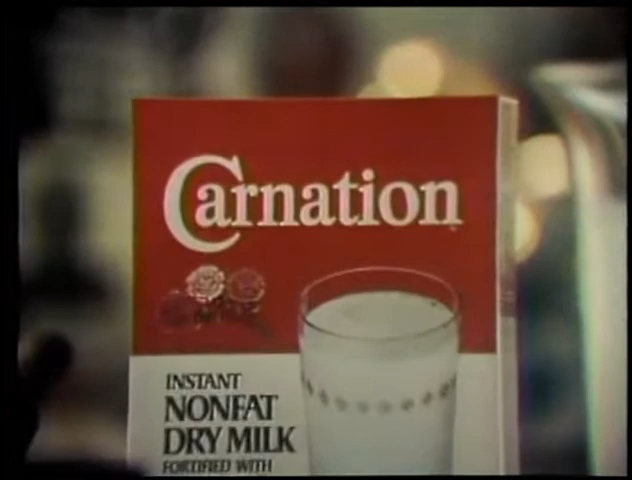 Carnation
INSTANT
NONFAT
DRY MILK
FORTIFIED WITH